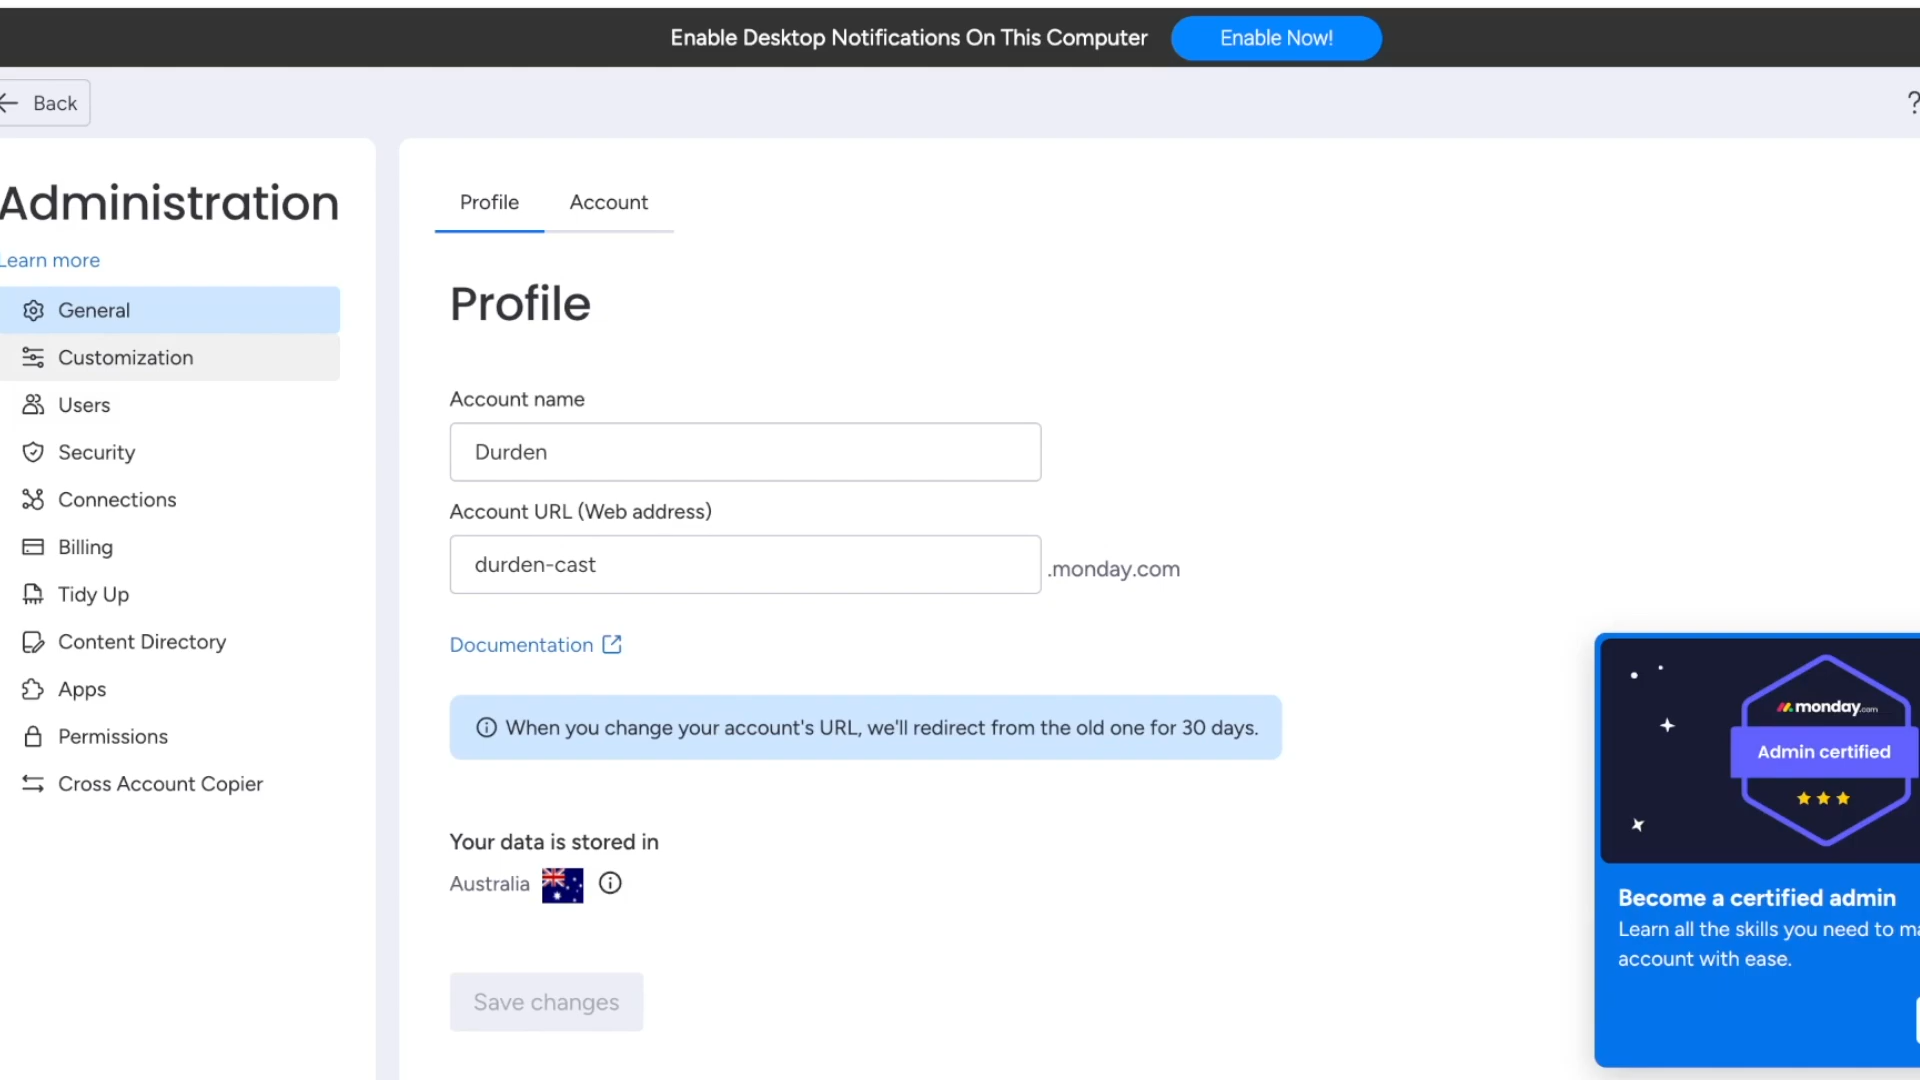 Enable Desktop Notifications On This Computer
Enable Now!
Back
?
Administration
Learn more
General
Customization
Users
Security
Connections
Billing
Tidy Up
Content Directory
Apps
Permissions
Cross Account Copier
Profile
Account
Profile
Account name
Durden
Account URL (Web address)
durden-cast
.monday.com
Documentation
When you change your account's URL, we'll redirect from the old one for 30 days.
Your data is stored in
Australia
Save changes
monday.com
Admin certified
Become a certified admin
Learn all the skills you need to
account with ease.